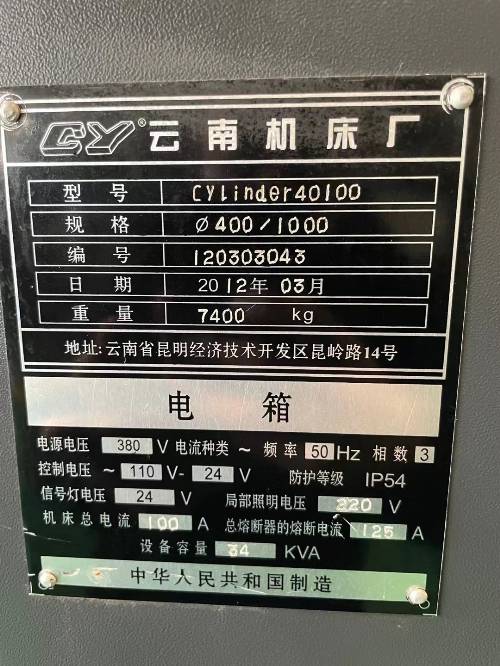 CY® 云南机床厂
型号 CYlinder40100
规格 Ø400/1000
编号 120303043
日期 2012年 03月
重量 7400 kg
地址:云南省昆明经济技术开发区昆岭路14号
电 箱
电源电压 380 V 电流种类 ~ 频率 50 Hz 相数 3
控制电压 ~ 110 V- 24 V 防护等级 IP54
信号灯电压 24 V 局部照明电压 220 V
机床总电流 100 A 总熔断器的熔断电流 125 A
设备容量 34 KVA
中华人民共和国制造